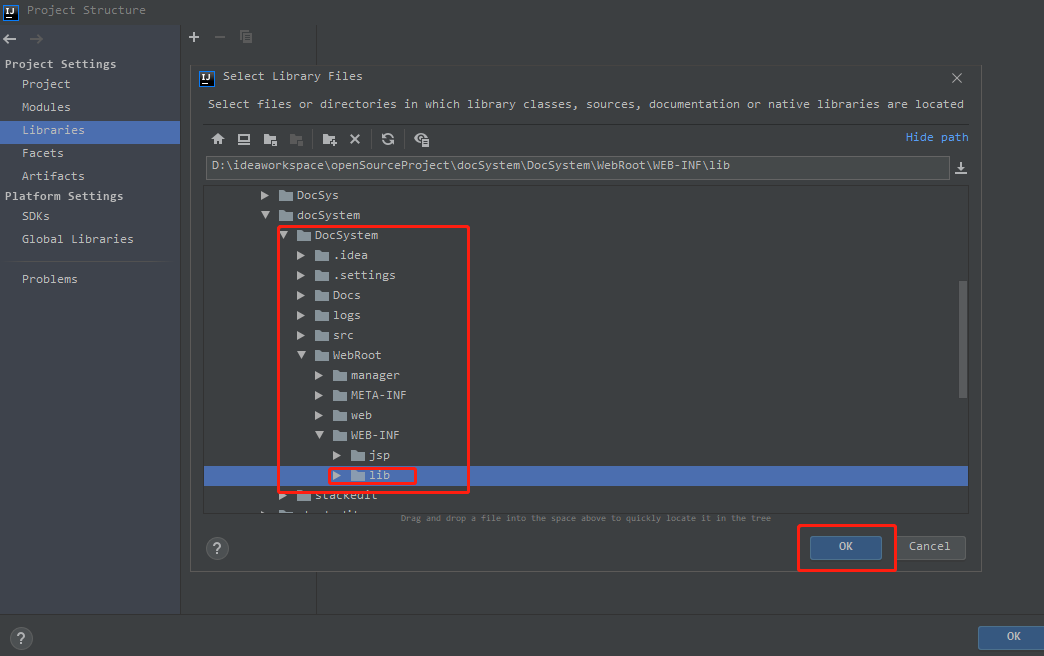 Project Structure
Project Settings
Project
Modules
Libraries
Facets
Artifacts
Platform Settings
SDKs
Global Libraries
Problems
Select Library Files
Select files or directories in which library classes, sources, documentation or native libraries are located
Hide path
D:\ideaworkspace\openSourceProject\docSystem\DocSystem\WebRoot\WEB-INF\lib
DocSys
docSystem
DocSystem
.idea
.settings
Docs
logs
src
WebRoot
manager
META-INF
web
WEB-INF
jsp
lib
stackedit
Drag and drop a file into the space above to quickly locate it in the tree
?
OK
Cancel
?
OK